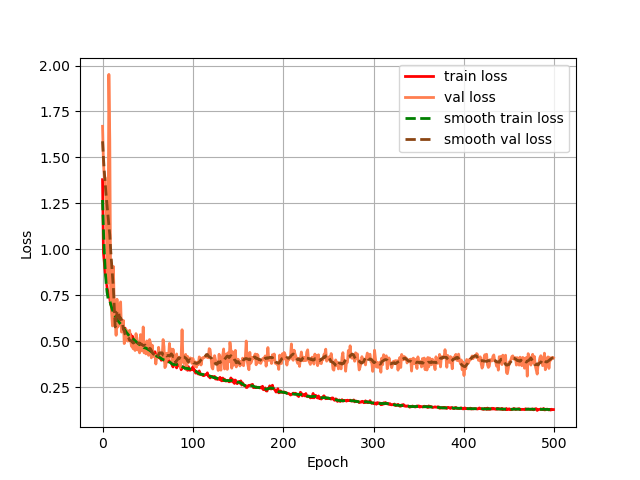 2.00
1.75
1.50
1.25
1.00
0.75
0.50
0.25
Loss
0 100 200 300 400 500
Epoch
train loss
val loss
smooth train loss
smooth val loss